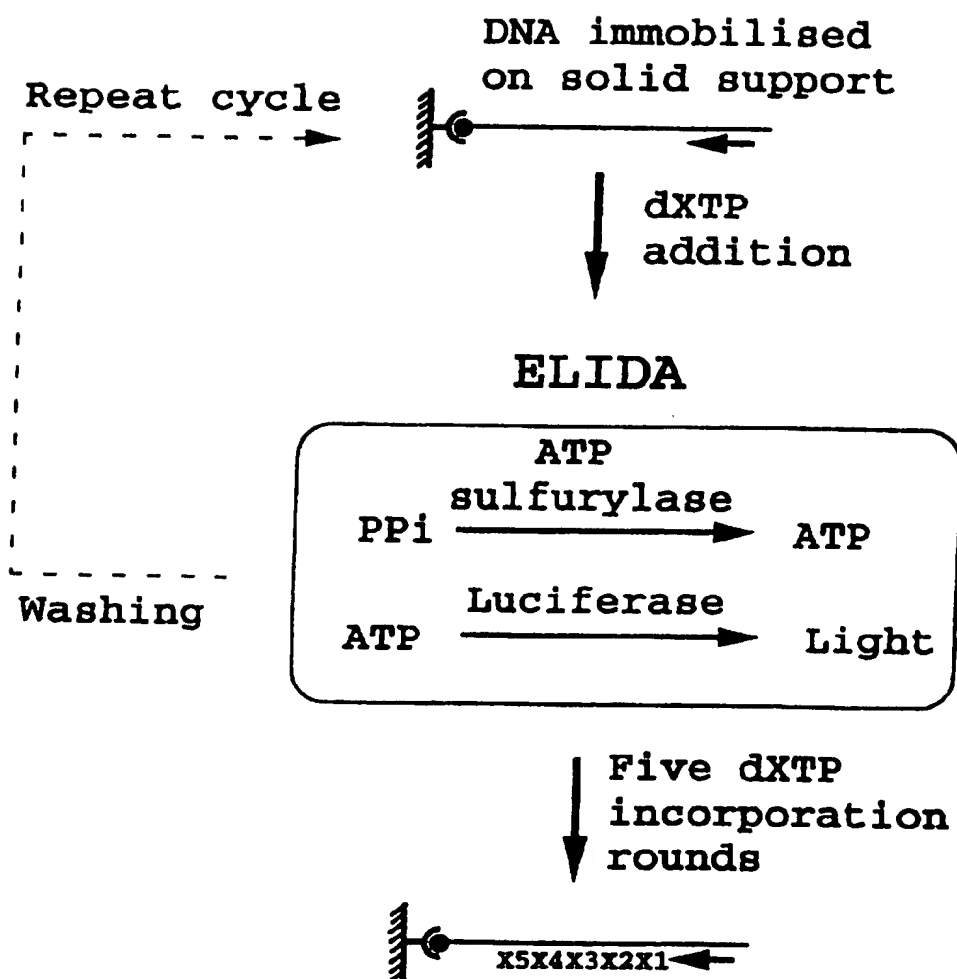 DNA immobilised
on solid support
Repeat cycle
dXTP
addition
ELIDA
ATP
sulfurylase
PPi
ATP
Washing
Luciferase
ATP
Light
Five dXTP
incorporation
rounds
X5X4X3X2X1